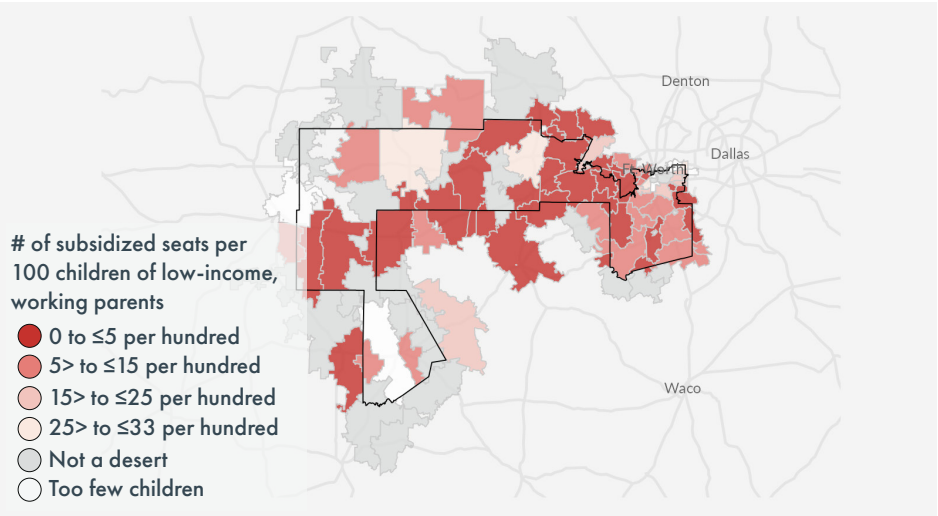 Denton
Dallas
Ft. Worth
# of subsidized seats per
100 children of low-income,
working parents
0 to ≤5 per hundred
5> to ≤15 per hundred
15> to ≤25 per hundred
25> to ≤33 per hundred
Not a desert
Too few children
Waco